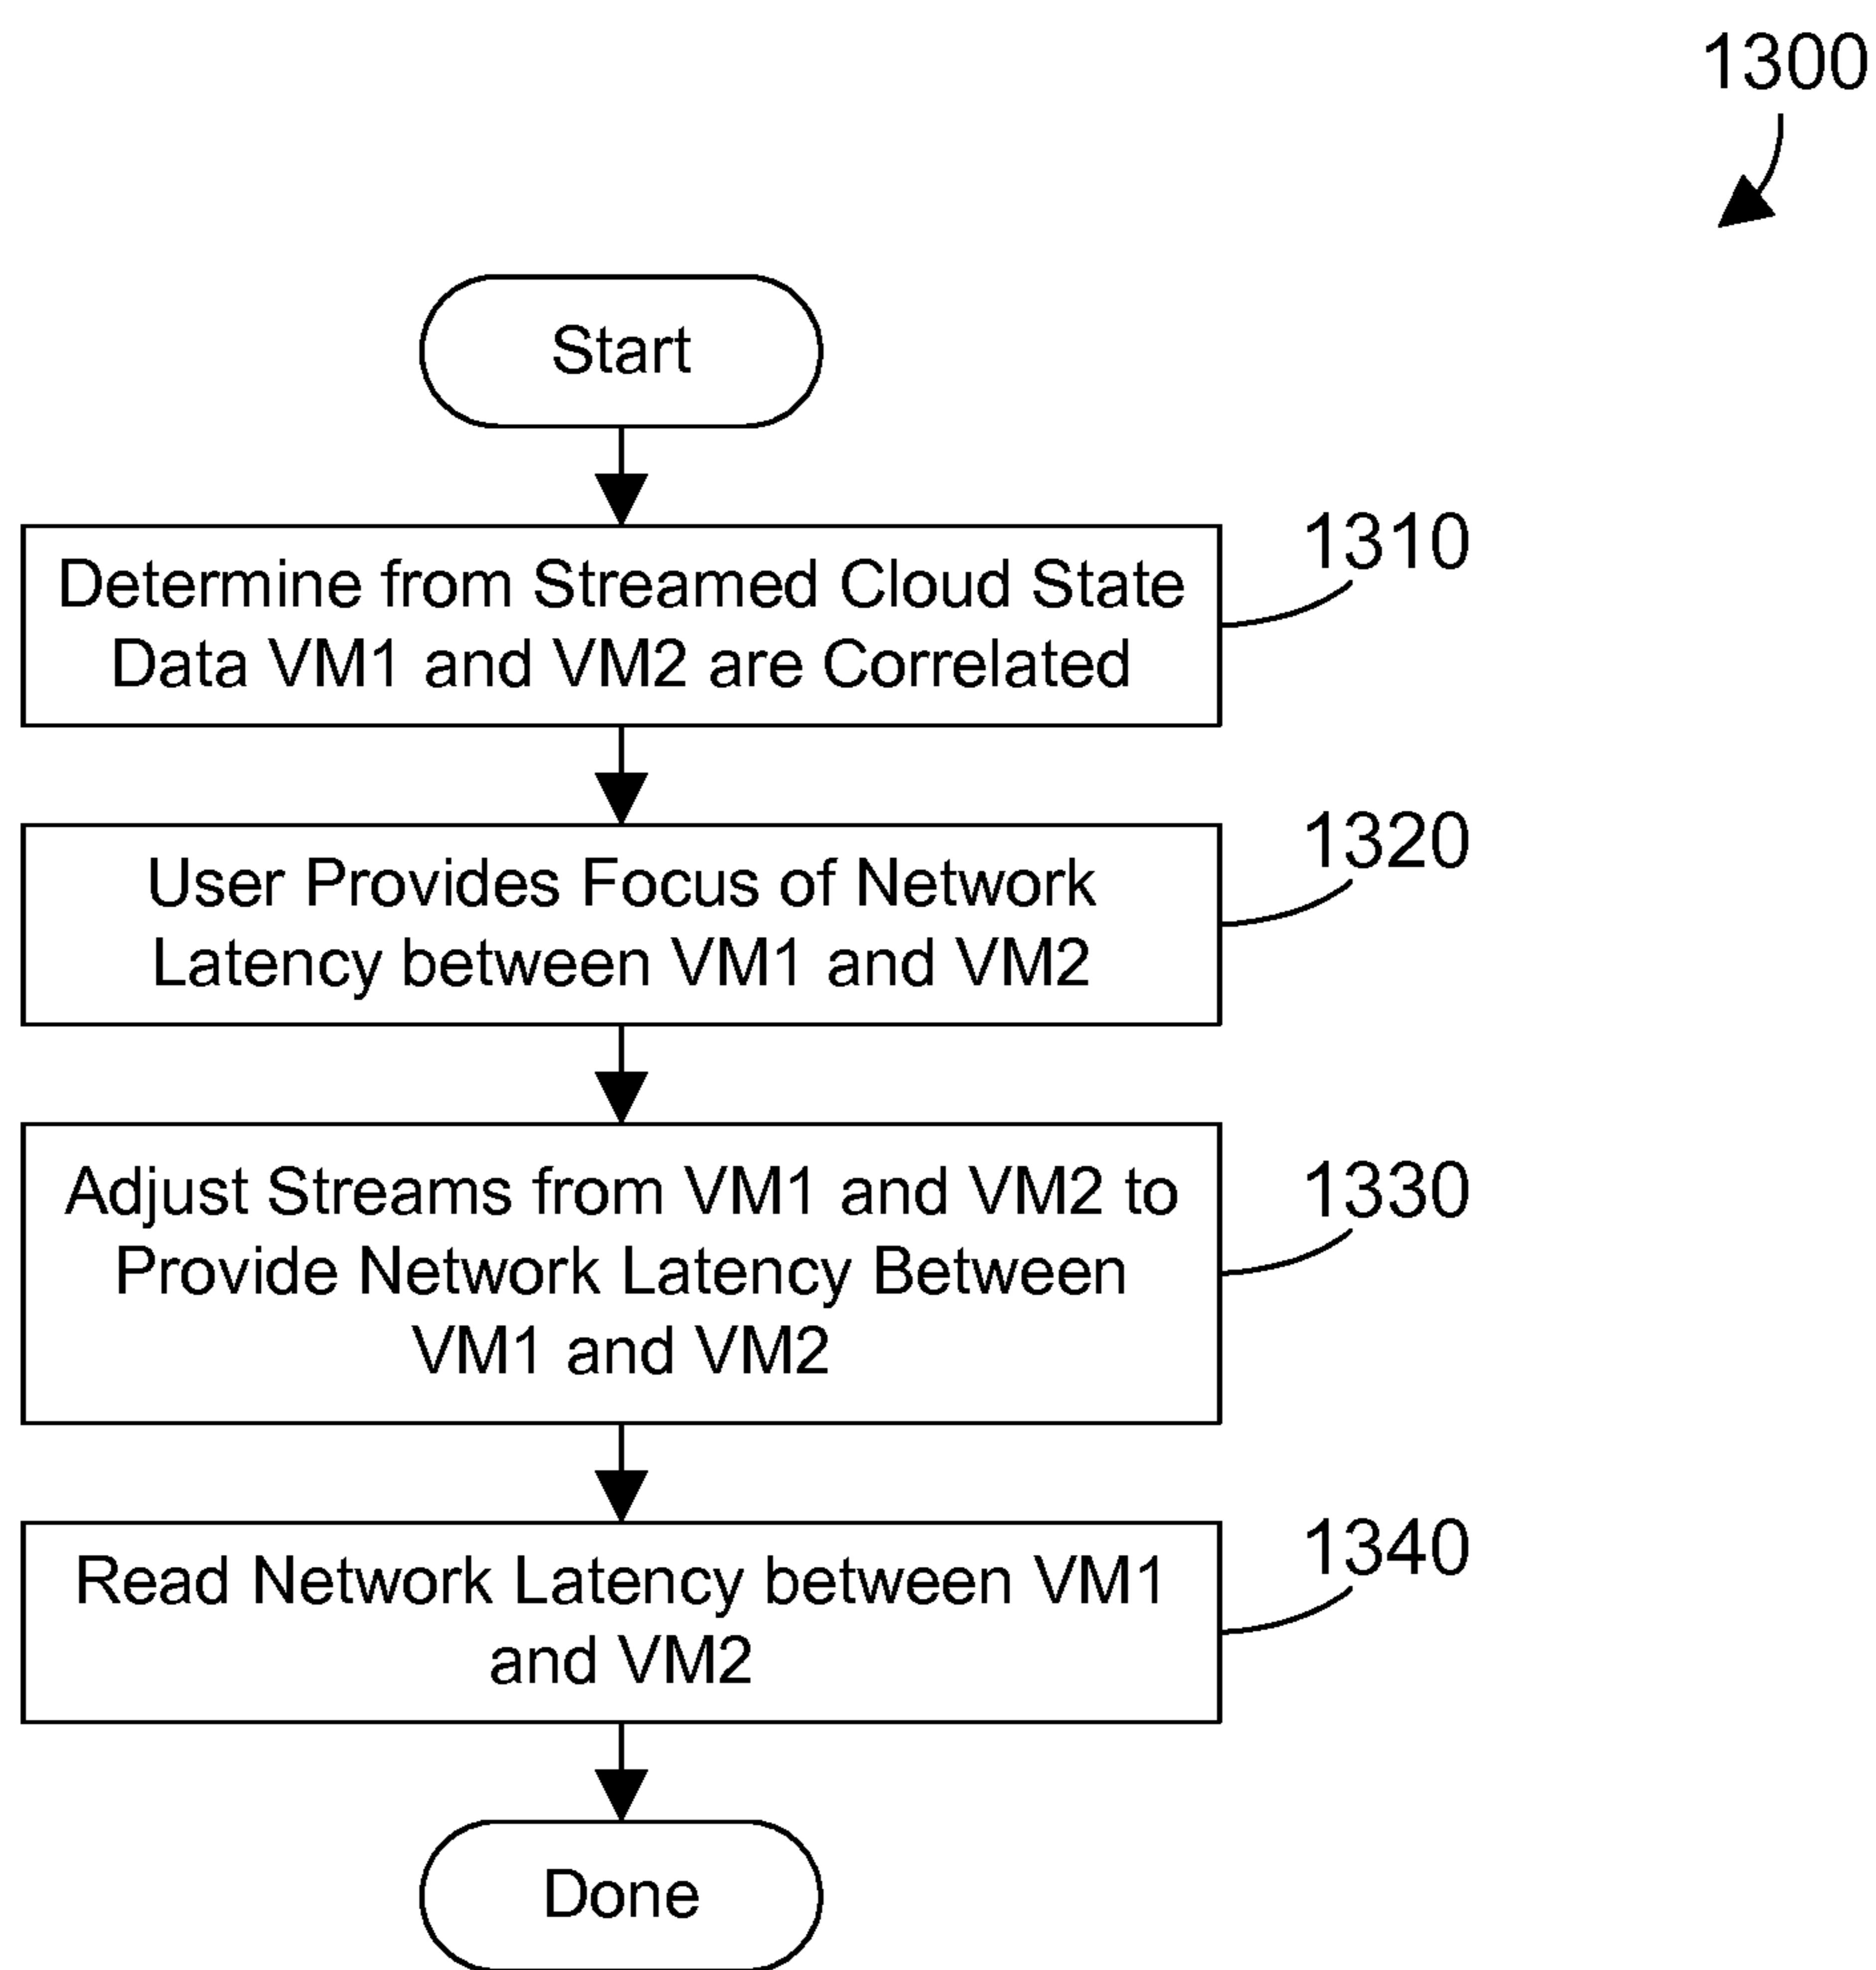 1300
Start
Determine from Streamed Cloud State
Data VM1 and VM2 are Correlated
1310
User Provides Focus of Network
Latency between VM1 and VM2
1320
Adjust Streams from VM1 and VM2 to
Provide Network Latency Between
VM1 and VM2
1330
Read Network Latency between VM1
and VM2
1340
Done